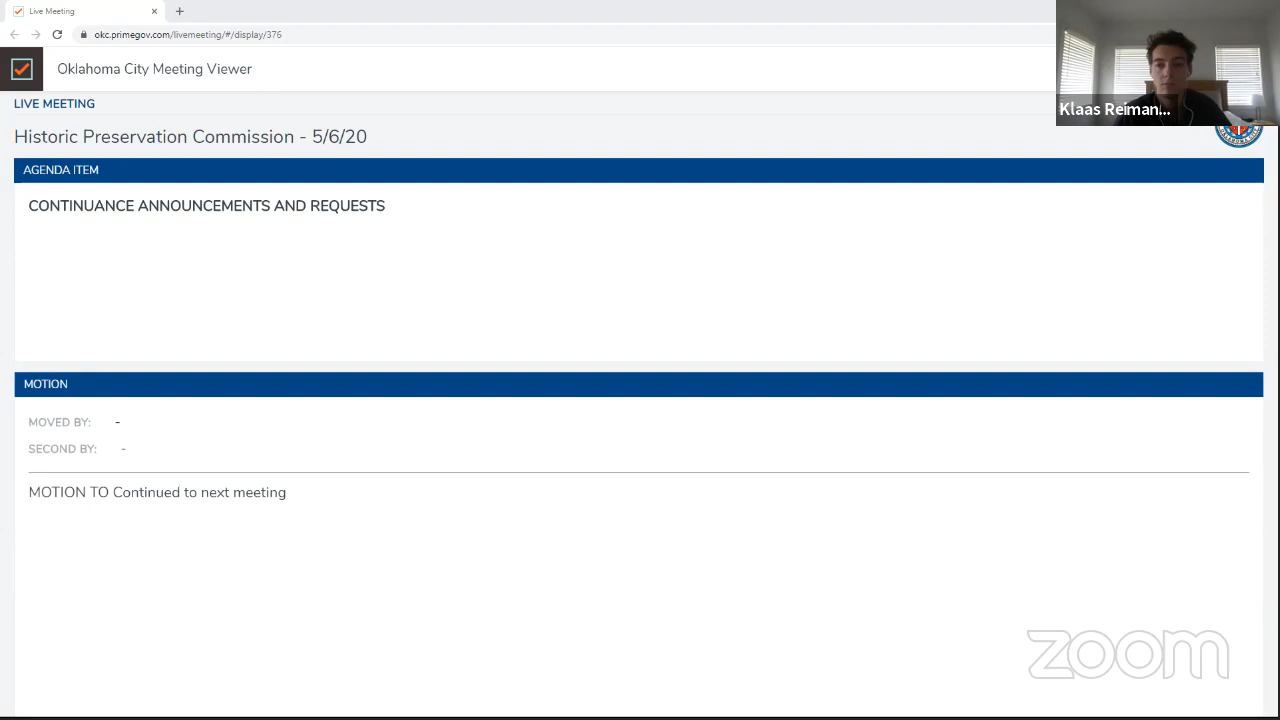 Live Meeting
okc.primegov.com/livemeeting/#/display/376
Oklahoma City Meeting Viewer
Klaas Reiman...
LIVE MEETING
Historic Preservation Commission - 5/6/20
AGENDA ITEM
CONTINUANCE ANNOUNCEMENTS AND REQUESTS
MOTION
MOVED BY: -
SECOND BY: -
MOTION TO Continued to next meeting
zoom